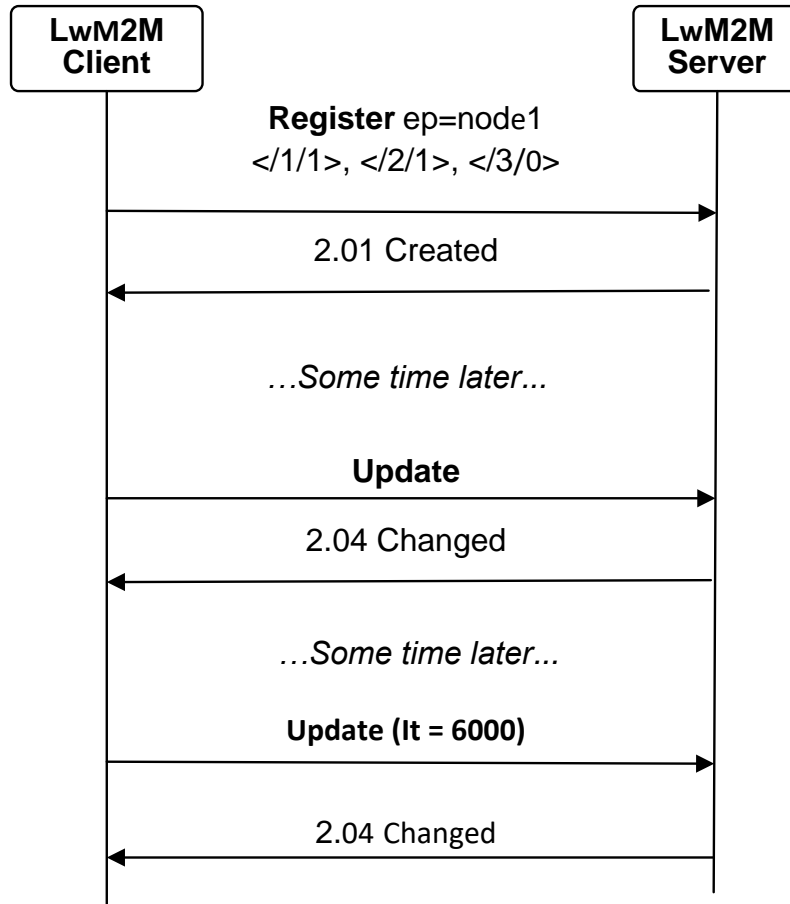 LwM2M
Client
LwM2M
Server
Register ep=node1
</1/1>, </2/1>, </3/0>
2.01 Created
…Some time later...
Update
2.04 Changed
…Some time later...
Update (lt = 6000)
2.04 Changed